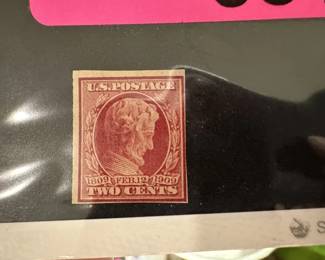 U.S. POSTAGE
1809 FEB. 12 1909
TWO CENTS
S